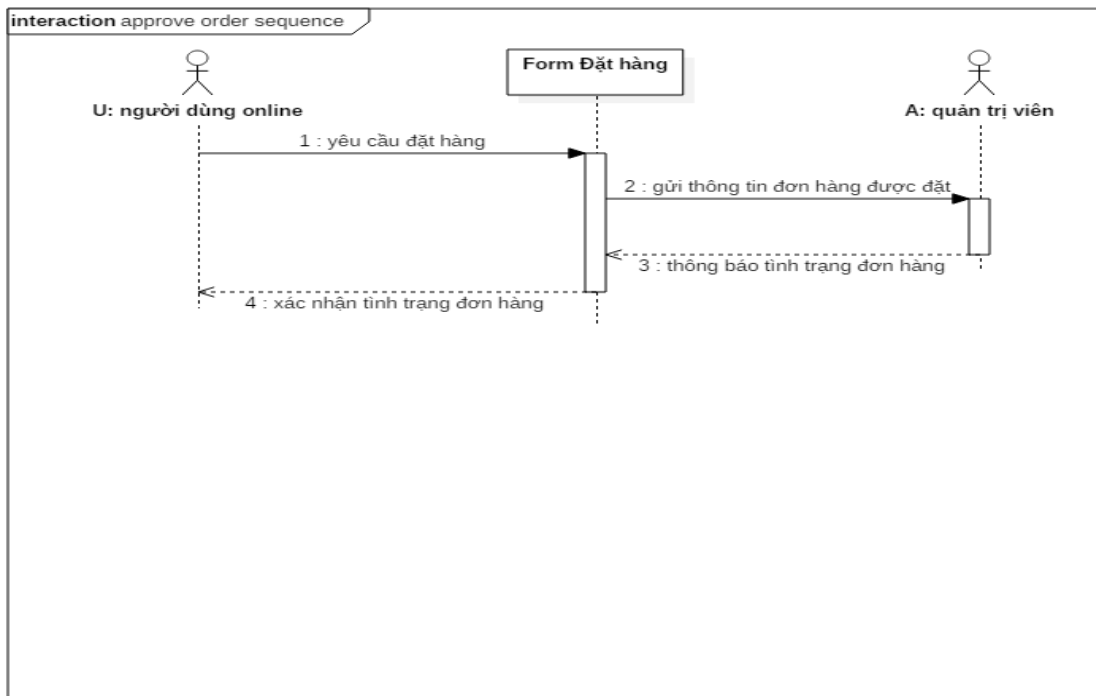 interaction approve order sequence
Form Đặt hàng
U: người dùng online
A: quản trị viên
1 : yêu cầu đặt hàng
2 : gửi thông tin đơn hàng được đặt
3 : thông báo tình trạng đơn hàng
4 : xác nhận tình trạng đơn hàng